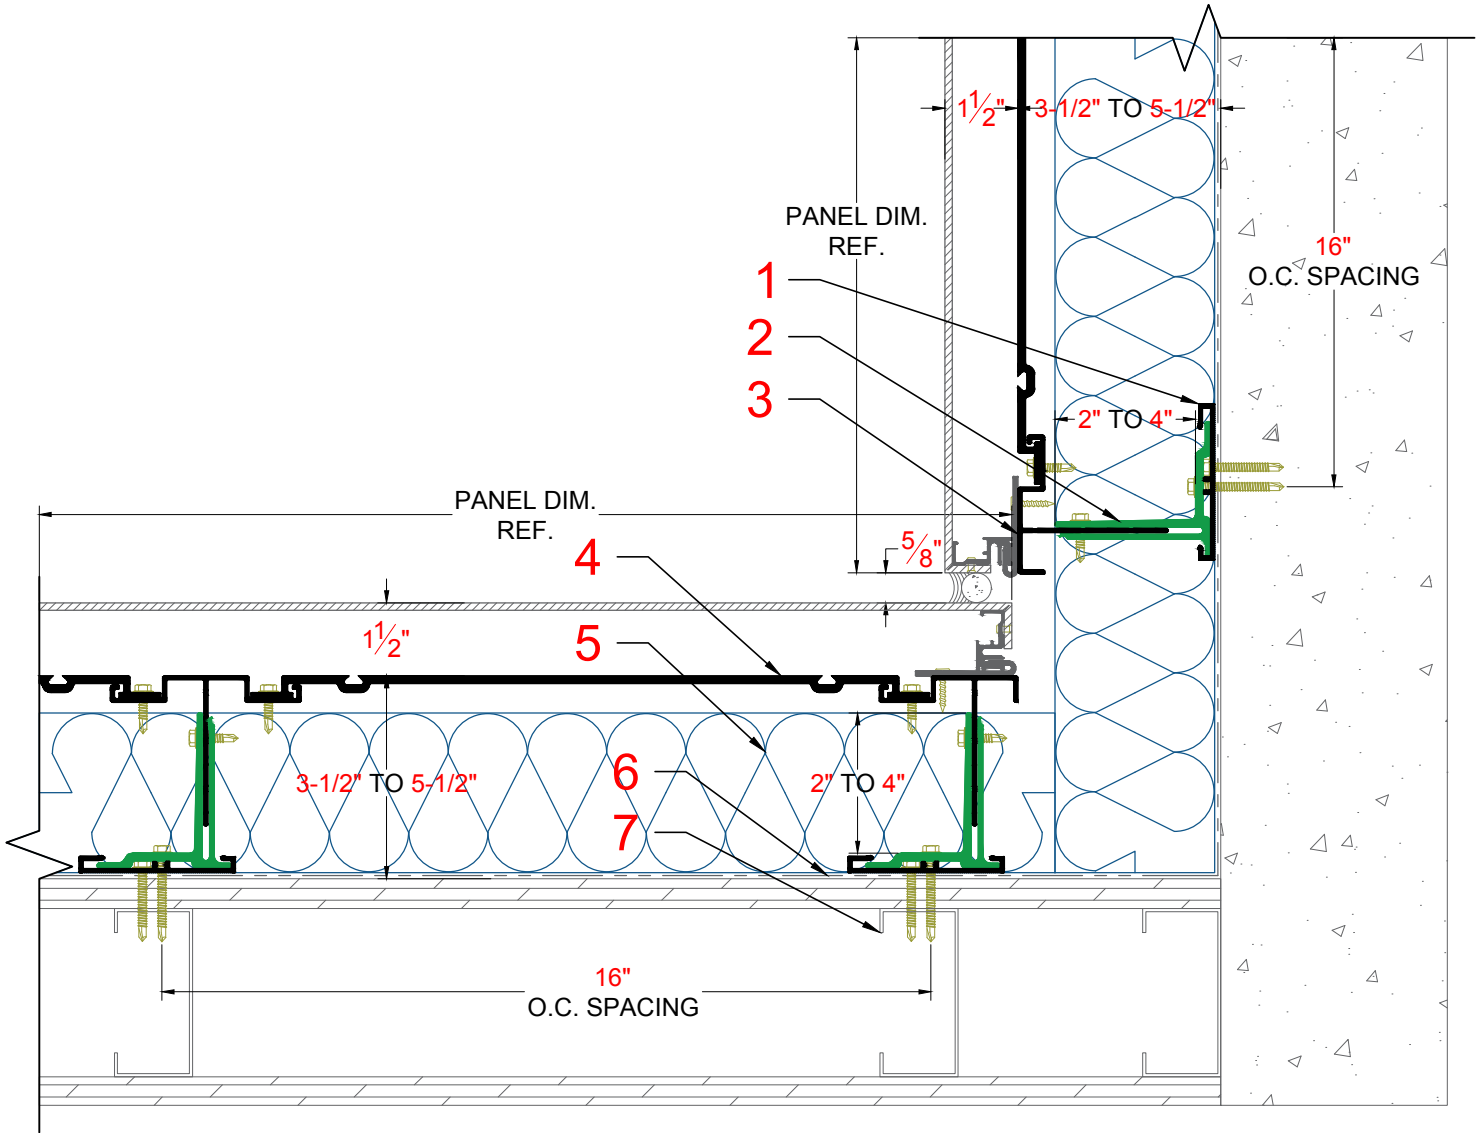 1½" 3-1/2" TO 5-1/2"
PANEL DIM.
REF.
16"
O.C. SPACING
1
2
3
2" TO 4"
PANEL DIM.
REF.
5/8"
4
1½"
5
3-1/2" TO 5-1/2"
2" TO 4"
6
7
16"
O.C. SPACING